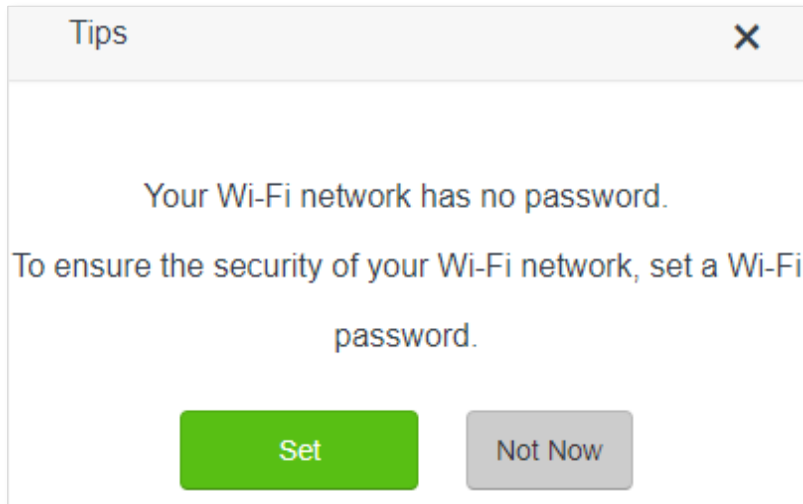 Tips
Your Wi-Fi network has no password.
To ensure the security of your Wi-Fi network, set a Wi-Fi
password.
Set
Not Now